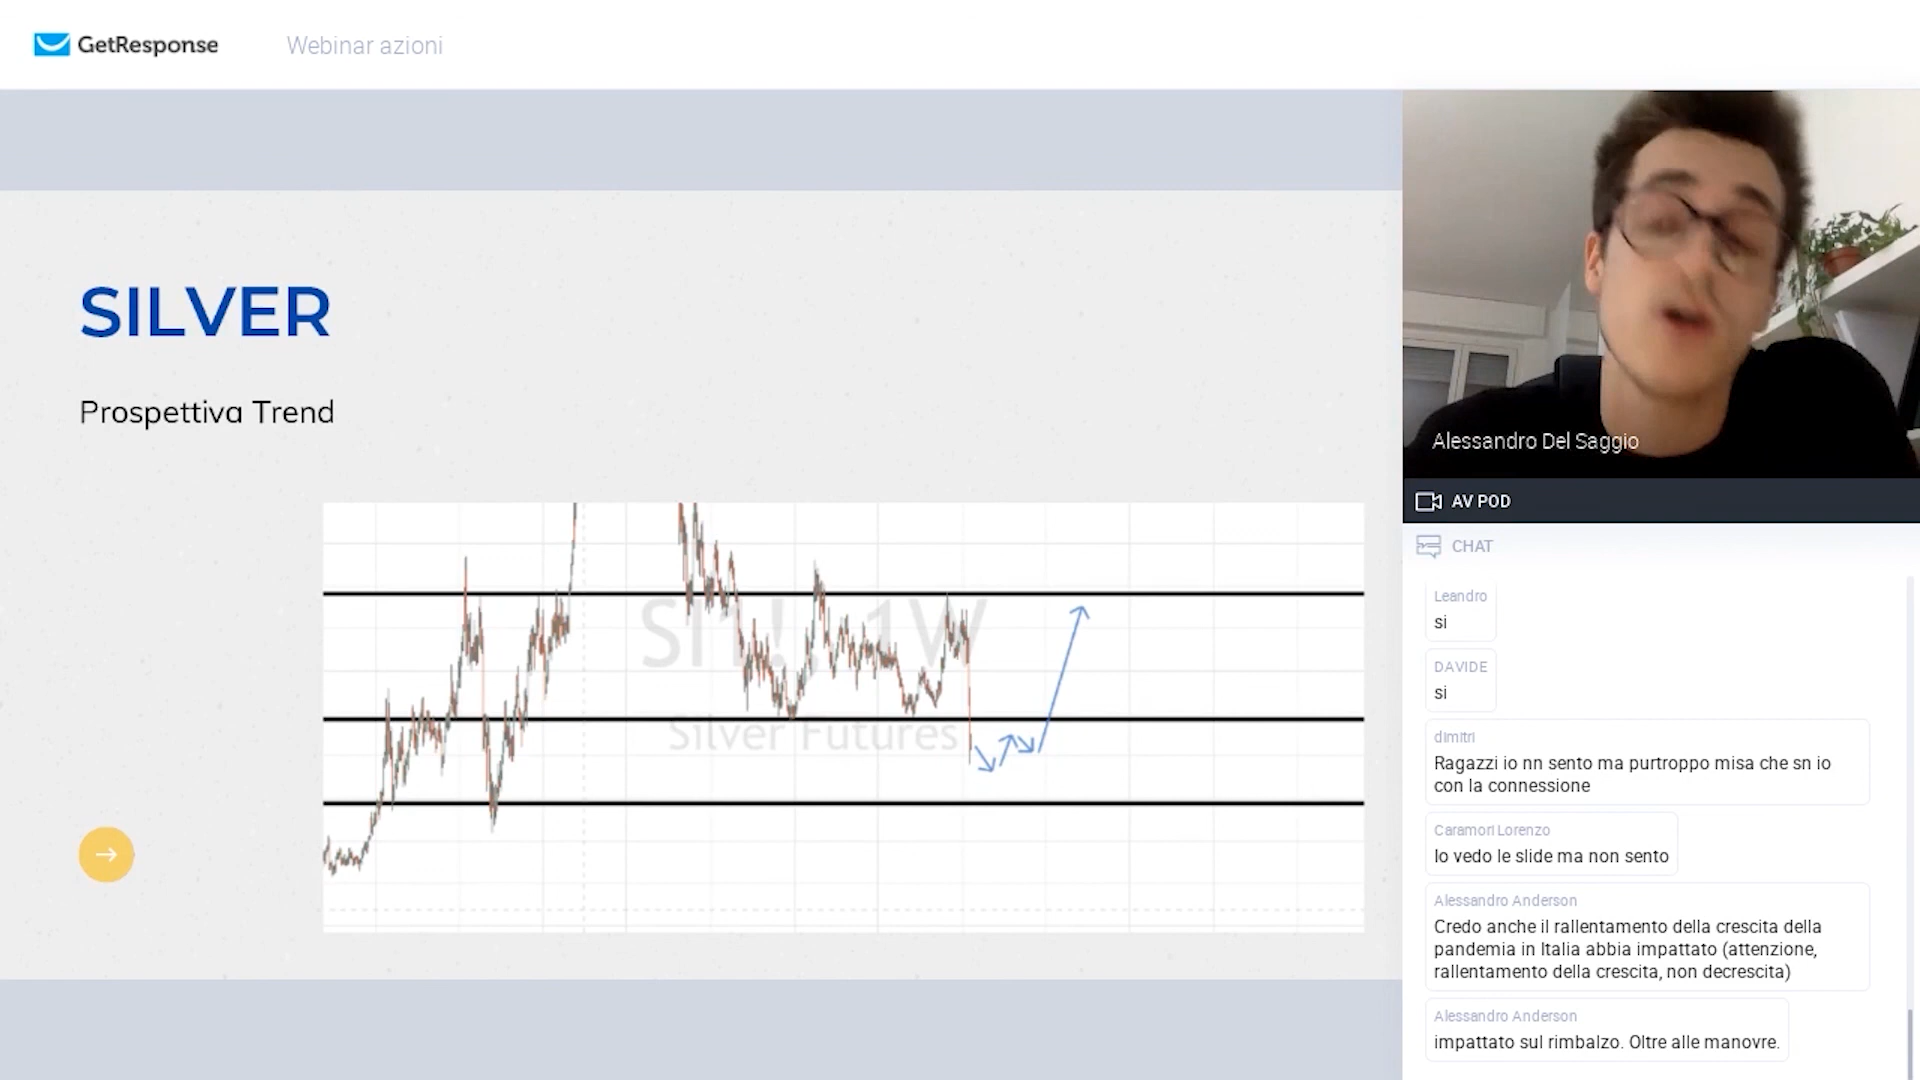 GetResponse
Webinar azioni
SILVER
Prospettiva Trend
SI1!, 1W
Silver Futures
Alessandro Del Saggio
AV POD
CHAT
Leandro
si
DAVIDE
si
dimitri
Ragazzi io nn sento ma purtroppo misa che sn io
con la connessione
Caramori Lorenzo
Io vedo le slide ma non sento
Alessandro Anderson
Credo anche il rallentamento della crescita della
pandemia in Italia abbia impattato (attenzione,
rallentamento della crescita, non decrescita)
Alessandro Anderson
impattato sul rimbalzo. Oltre alle manovre.